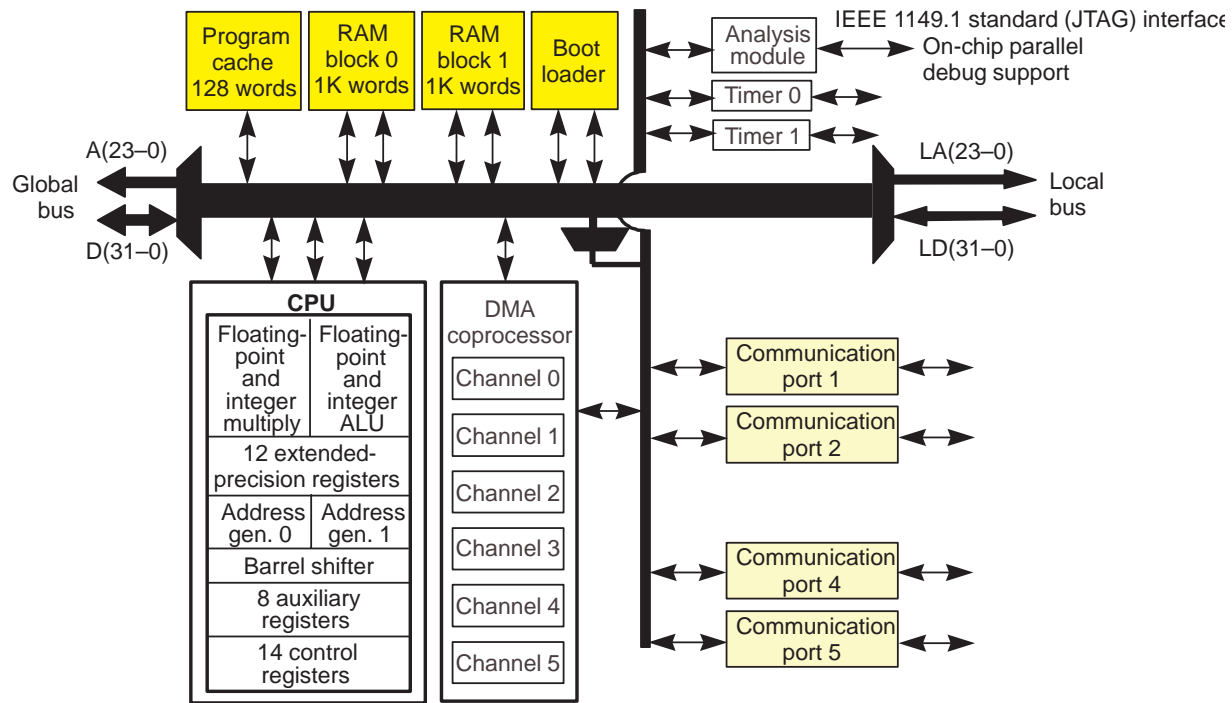 IEEE 1149.1 standard (JTAG) interface
On-chip parallel
debug support
Program
cache
128 words
RAM
block 0
1K words
RAM
block 1
1K words
Boot
loader
Analysis
module
Timer 0
Timer 1
A(23–0)
Global
bus
D(31–0)
LA(23–0)
Local
bus
LD(31–0)
CPU
Floating-
point
and
integer
multiply
Floating-
point
and
integer
ALU
12 extended-
precision registers
Address
gen. 0
Address
gen. 1
Barrel shifter
8 auxiliary
registers
14 control
registers
DMA
coprocessor
Channel 0
Channel 1
Channel 2
Channel 3
Channel 4
Channel 5
Communication
port 1
Communication
port 2
Communication
port 4
Communication
port 5